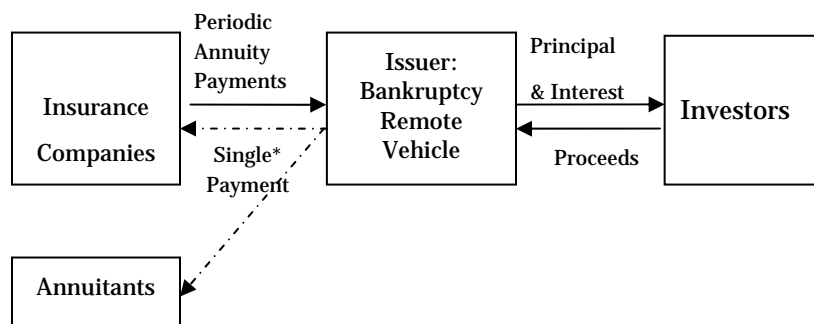 Periodic
Annuity
Payments
Insurance
Companies
Single*
Payment
Issuer:
Bankruptcy
Remote
Vehicle
Principal
& Interest
Proceeds
Investors
Annuitants